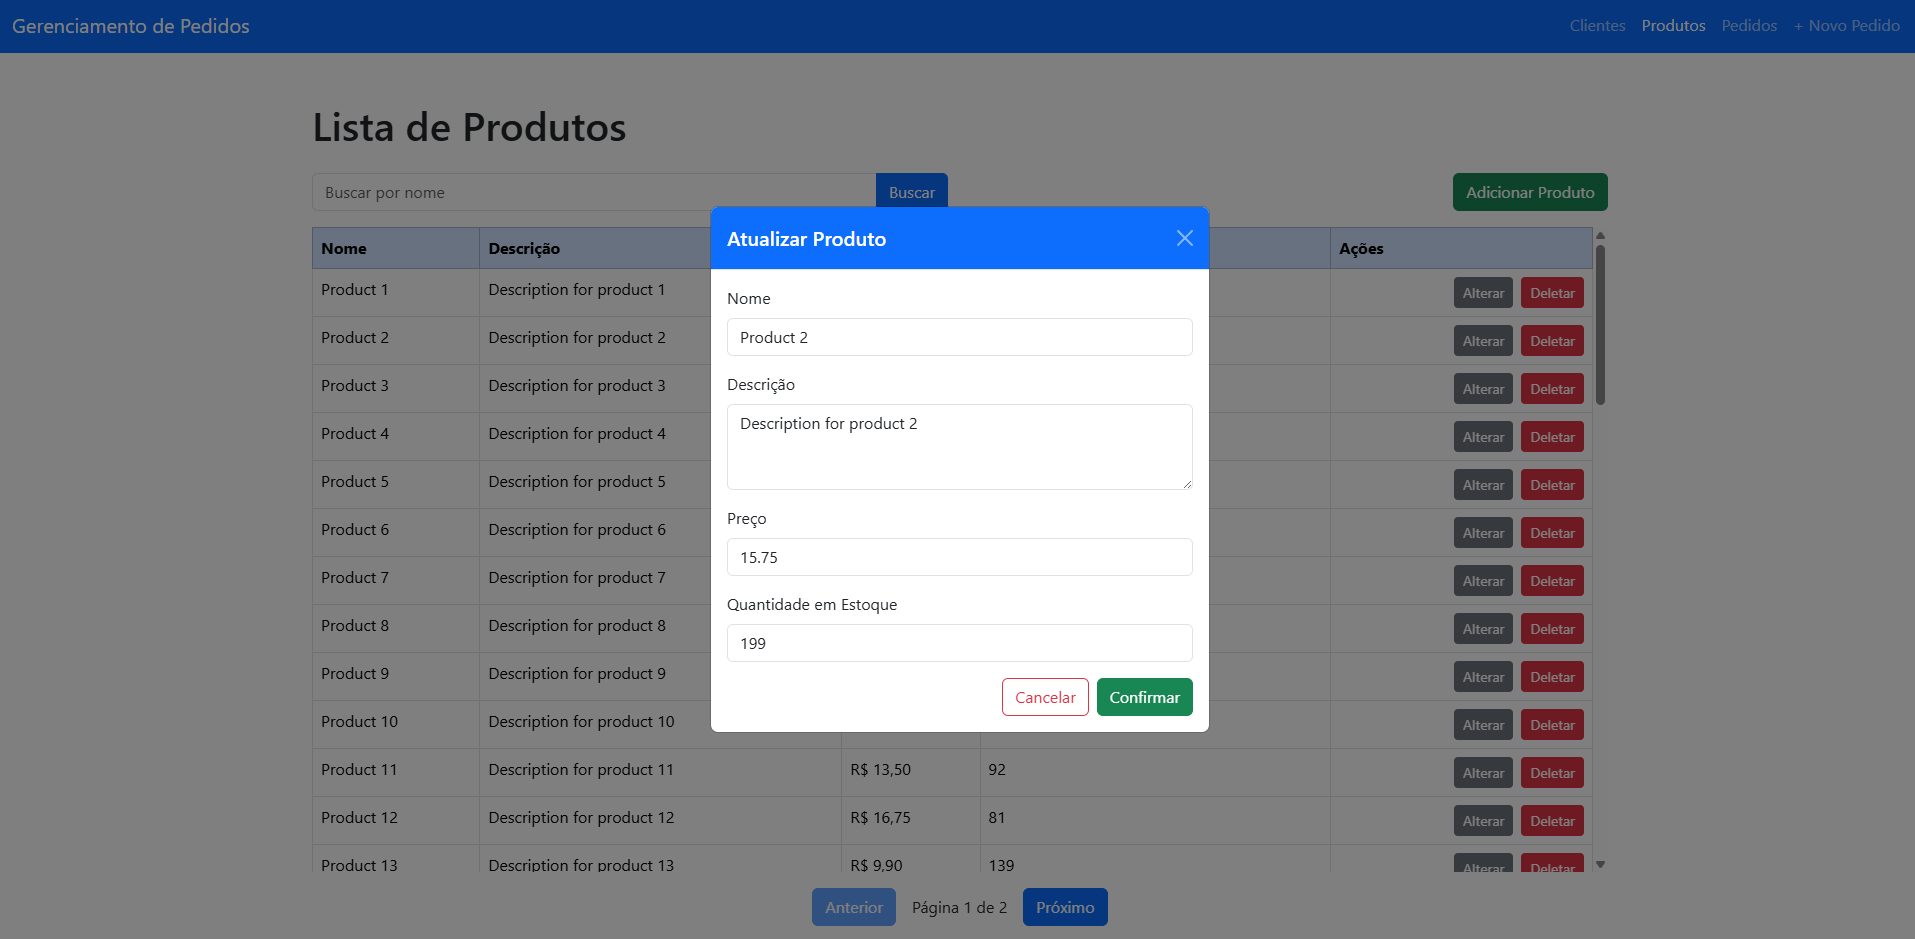 Gerenciamento de Pedidos
Clientes Produtos Pedidos + Novo Pedido
Lista de Produtos
Buscar por nome Buscar Adicionar Produto
Nome Descrição Ações
Product 1 Description for product 1 Alterar Deletar
Product 2 Description for product 2 Alterar Deletar
Product 3 Description for product 3 Alterar Deletar
Product 4 Description for product 4 Alterar Deletar
Product 5 Description for product 5 Alterar Deletar
Product 6 Description for product 6 Alterar Deletar
Product 7 Description for product 7 Alterar Deletar
Product 8 Description for product 8 Alterar Deletar
Product 9 Description for product 9 Alterar Deletar
Product 10 Description for product 10 Alterar Deletar
Product 11 Description for product 11 R$ 13,50 92 Alterar Deletar
Product 12 Description for product 12 R$ 16,75 81 Alterar Deletar
Product 13 Description for product 13 R$ 9,90 139 Alterar Deletar
Anterior Página 1 de 2 Próximo
Atualizar Produto
Nome
Product 2
Descrição
Description for product 2
Preço
15.75
Quantidade em Estoque
199
Cancelar Confirmar